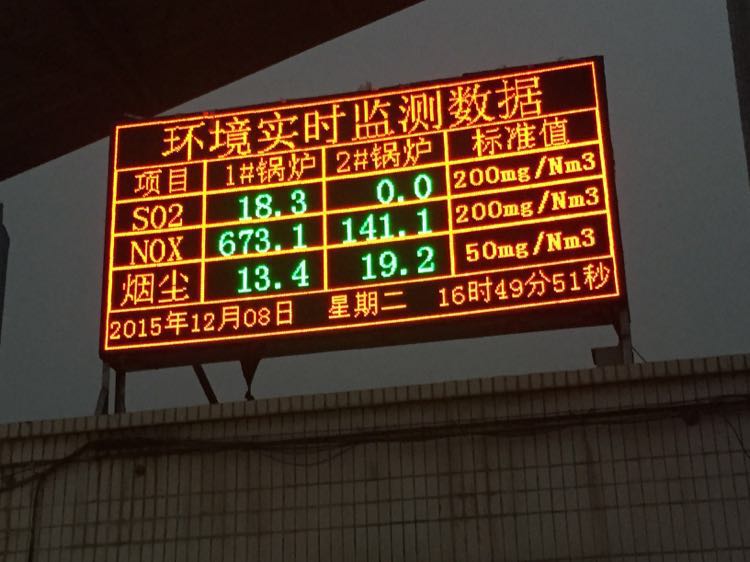 环境实时监测数据
项目 1#锅炉 2#锅炉 标准值
SO2 18.3 0.0 200mg/Nm3
NOX 673.1 141.1 200mg/Nm3
烟尘 13.4 19.2 50mg/Nm3
2015年12月08日 星期二 16时49分51秒